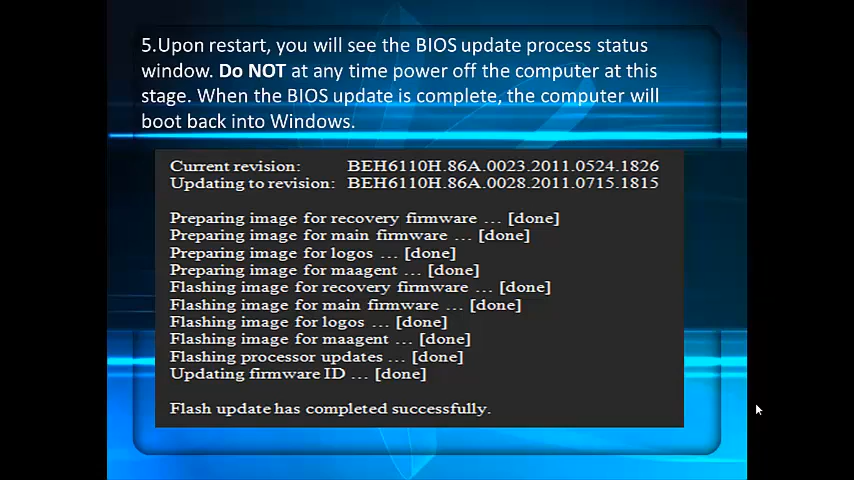 5.Upon restart, you will see the BIOS update process status
window. Do NOT at any time power off the computer at this
stage. When the BIOS update is complete, the computer will
boot back into Windows.
Current revision: BEH6110H.86A.0023.2011.0524.1826
Updating to revision: BEH6110H.86A.0028.2011.0715.1815
Preparing image for recovery firmware ... [done]
Preparing image for main firmware ... [done]
Preparing image for logos ... [done]
Preparing image for maagent ... [done]
Flashing image for recovery firmware ... [done]
Flashing image for main firmware ... [done]
Flashing image for logos ... [done]
Flashing image for maagent ... [done]
Flashing processor updates ... [done]
Updating firmware ID ... [done]
Flash update has completed successfully.